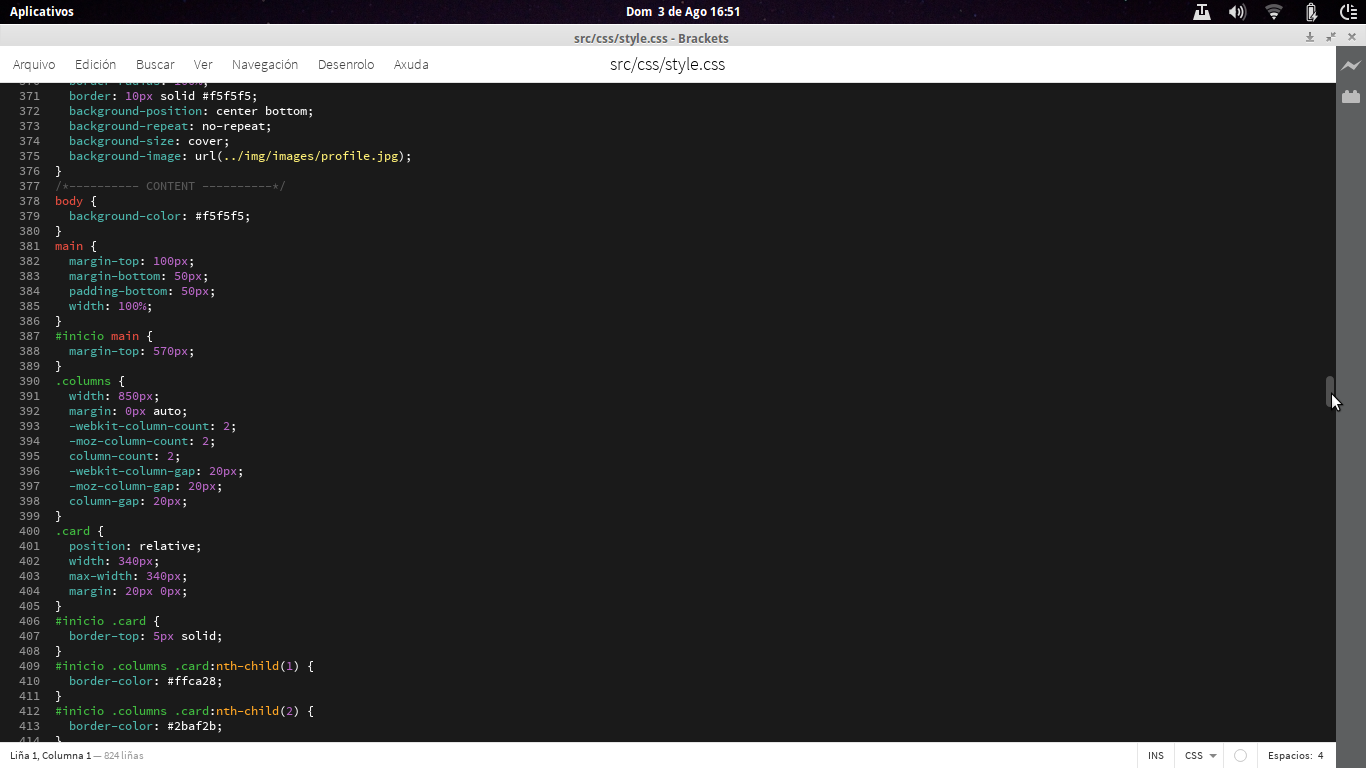 Aplicativos
Dom 3 de Ago 16:51
src/css/style.css - Brackets
Arquivo Edición Buscar Ver Navegación Desenrolo Axuda
src/css/style.css
371 border: 10px solid #f5f5f5;
372 background-position: center bottom;
373 background-repeat: no-repeat;
374 background-size: cover;
375 background-image: url(../img/images/profile.jpg);
376 }
377 /*---------- CONTENT ----------*/
378 body {
379 background-color: #f5f5f5;
380 }
381 main {
382 margin-top: 100px;
383 margin-bottom: 50px;
384 padding-bottom: 50px;
385 width: 100%;
386 }
387 #inicio main {
388 margin-top: 570px;
389 }
390 .columns {
391 width: 850px;
392 margin: 0px auto;
393 -webkit-column-count: 2;
394 -moz-column-count: 2;
395 column-count: 2;
396 -webkit-column-gap: 20px;
397 -moz-column-gap: 20px;
398 column-gap: 20px;
399 }
400 .card {
401 position: relative;
402 width: 340px;
403 max-width: 340px;
404 margin: 20px 0px;
405 }
406 #inicio .card {
407 border-top: 5px solid;
408 }
409 #inicio .columns .card:nth-child(1) {
410 border-color: #ffca28;
411 }
412 #inicio .columns .card:nth-child(2) {
413 border-color: #2baf2b;
Liña 1, Columna 1 — 824 liñas
INS CSS Espacios: 4